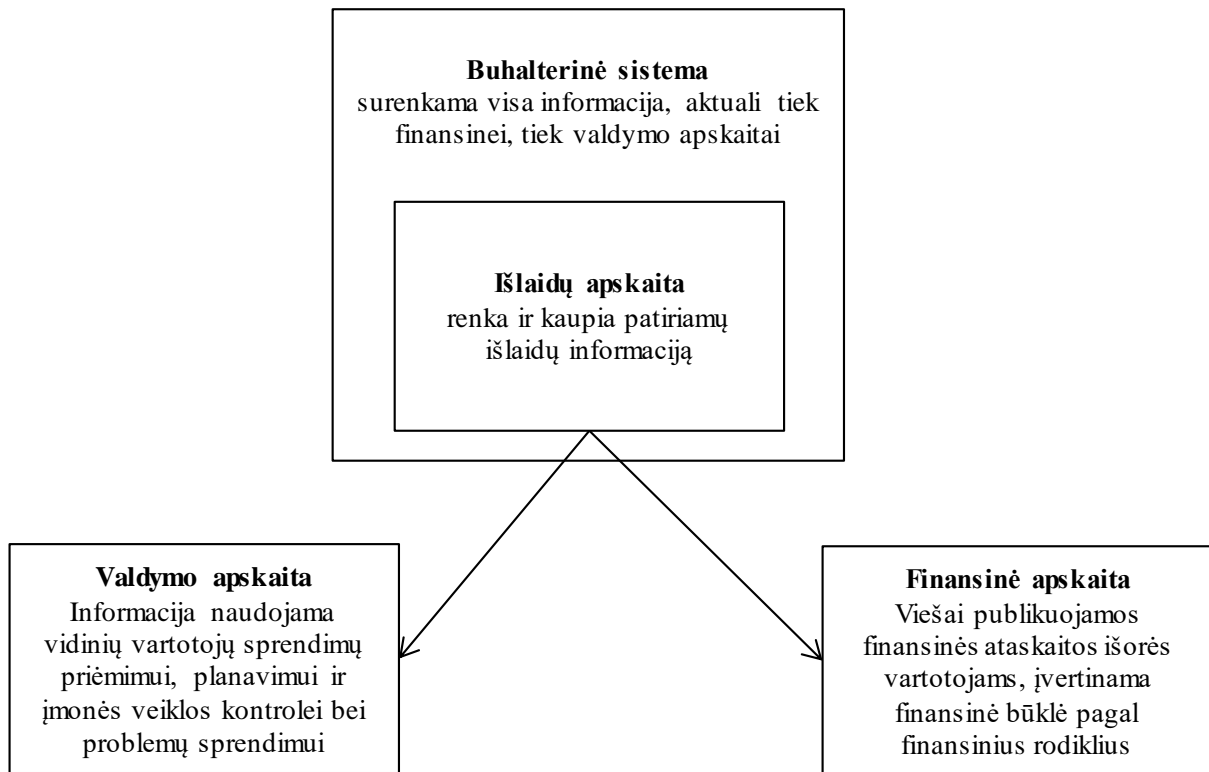 Buhalterinė sistema
surenkama visa informacija, aktuali tiek
finansinei, tiek valdymo apskaitai
Išlaidų apskaita
renka ir kaupia patiriamų
išlaidų informaciją
Valdymo apskaita
Informacija naudojama
vidinių vartotojų sprendimų
priėmimui, planavimui ir
įmonės veiklos kontrolei bei
problemų sprendimui
Finansinė apskaita
Viešai publikuojamos
finansinės ataskaitos išorės
vartotojams, įvertinama
finansinė būklė pagal
finansinius rodiklius